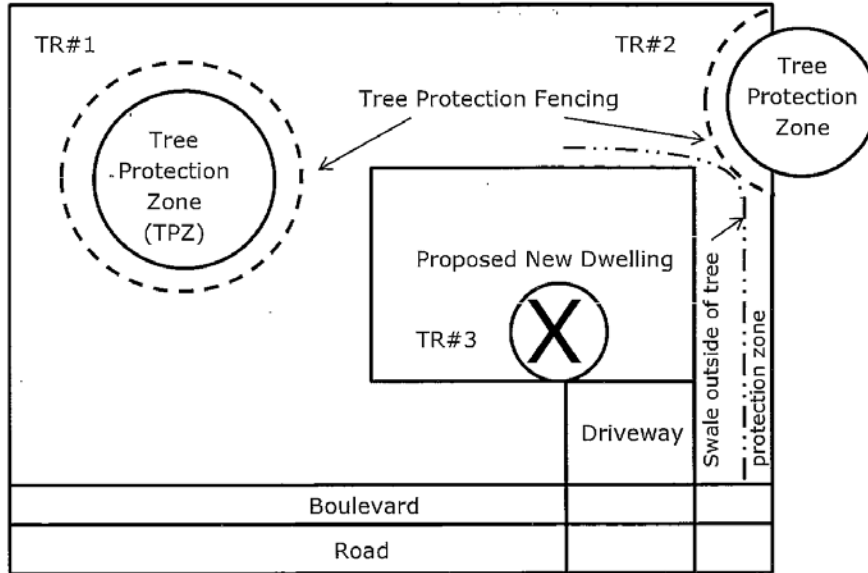 TR#1
TR#2
Tree
Protection
Zone
Tree Protection Fencing
Tree
Protection
Zone
(TPZ)
Proposed New Dwelling
TR#3
X
Swale outside of tree
protection zone
Driveway
Boulevard
Road